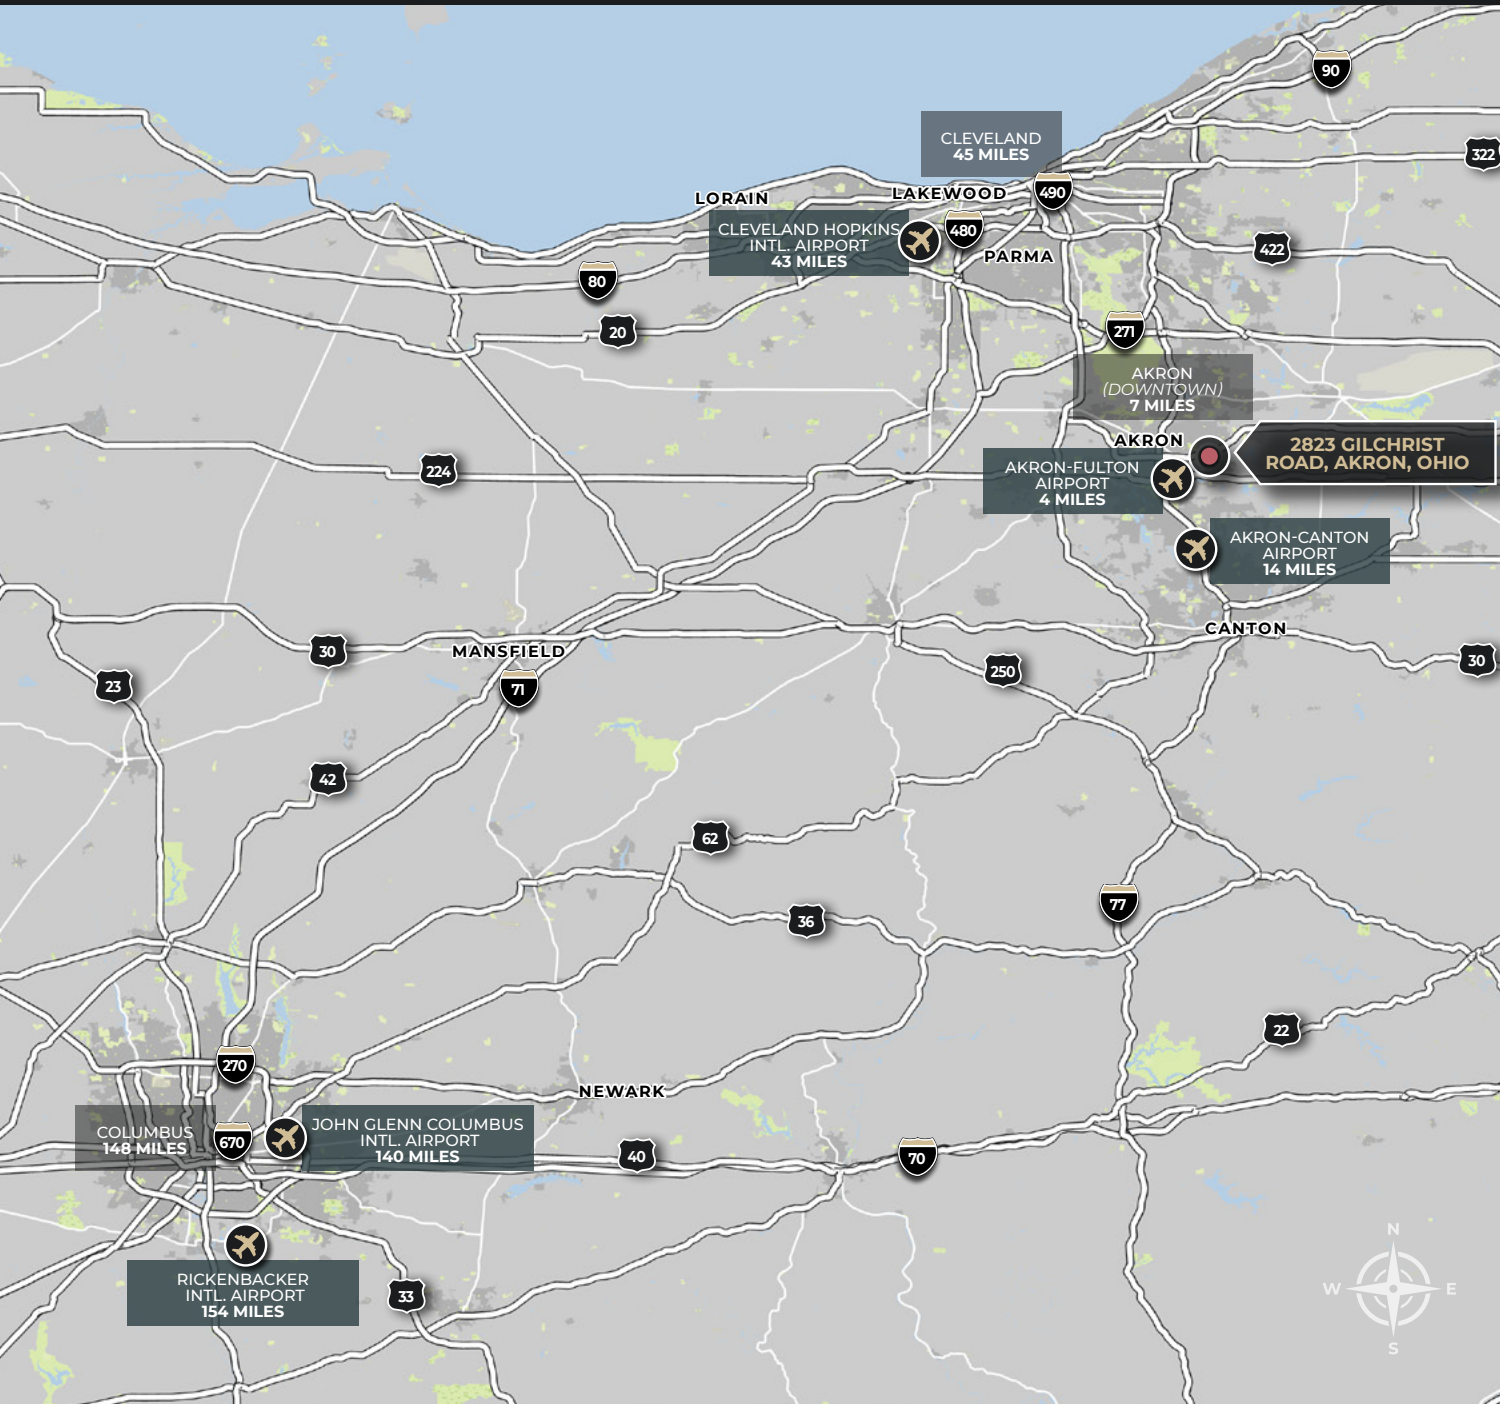 90
CLEVELAND
45 MILES
322
LORAIN
LAKEWOOD
490
CLEVELAND HOPKINS
INTL. AIRPORT
43 MILES
480
PARMA
422
80
20
271
AKRON
(DOWNTOWN)
7 MILES
AKRON
2823 GILCHRIST
ROAD, AKRON, OHIO
224
AKRON-FULTON
AIRPORT
4 MILES
AKRON-CANTON
AIRPORT
14 MILES
CANTON
30
MANSFIELD
250
30
23
71
42
62
77
36
22
270
NEWARK
COLUMBUS
148 MILES
670
JOHN GLENN COLUMBUS
INTL. AIRPORT
140 MILES
40
70
RICKENBACKER
INTL. AIRPORT
154 MILES
33
N
W
E
S